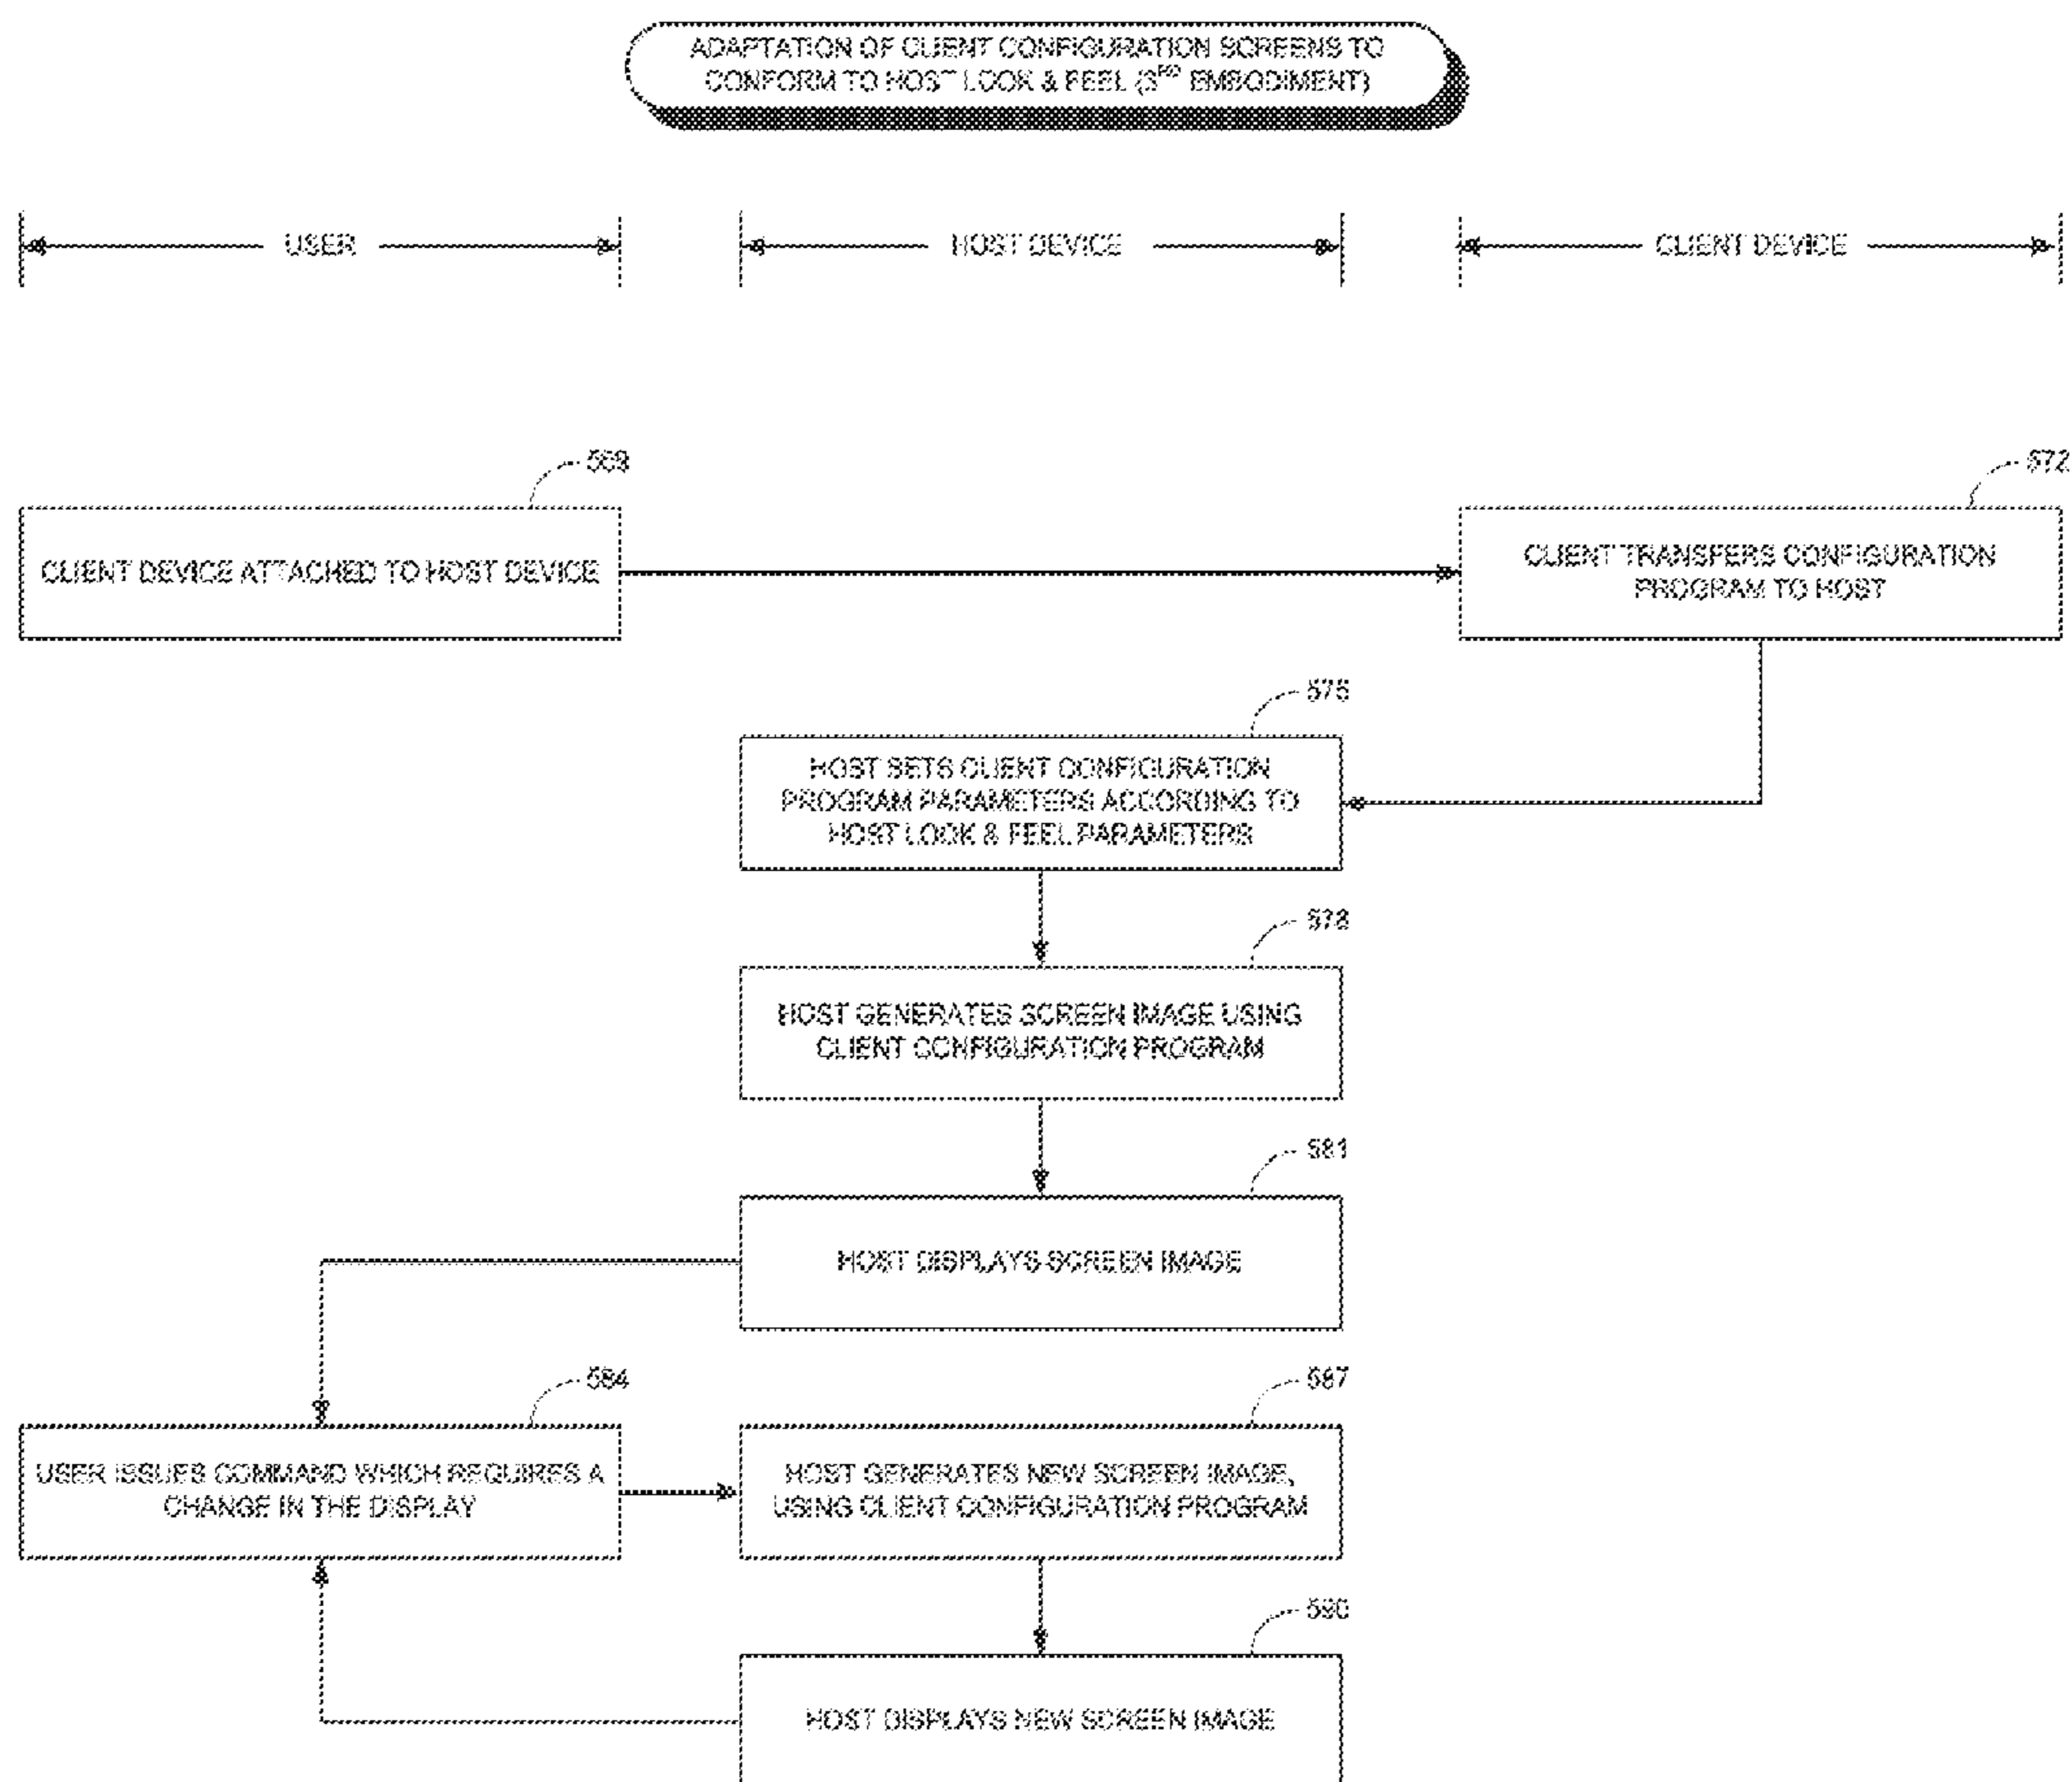 ADAPTATION OF CLIENT CONFIGURATION SCREENS TO
CONFORM TO HOST LOOK & FEEL (3RD EMBODIMENT)
USER
HOST DEVICE
CLIENT DEVICE
569
572
CLIENT DEVICE ATTACHED TO HOST DEVICE
CLIENT TRANSFERS CONFIGURATION
PROGRAM TO HOST
575
HOST SETS CLIENT CONFIGURATION
PROGRAM PARAMETERS ACCORDING TO
HOST LOOK & FEEL PARAMETERS
578
HOST GENERATES SCREEN IMAGE USING
CLIENT CONFIGURATION PROGRAM
581
HOST DISPLAYS SCREEN IMAGE
584
587
USER ISSUES COMMAND WHICH REQUIRES A
CHANGE IN THE DISPLAY
HOST GENERATES NEW SCREEN IMAGE,
USING CLIENT CONFIGURATION PROGRAM
590
HOST DISPLAYS NEW SCREEN IMAGE